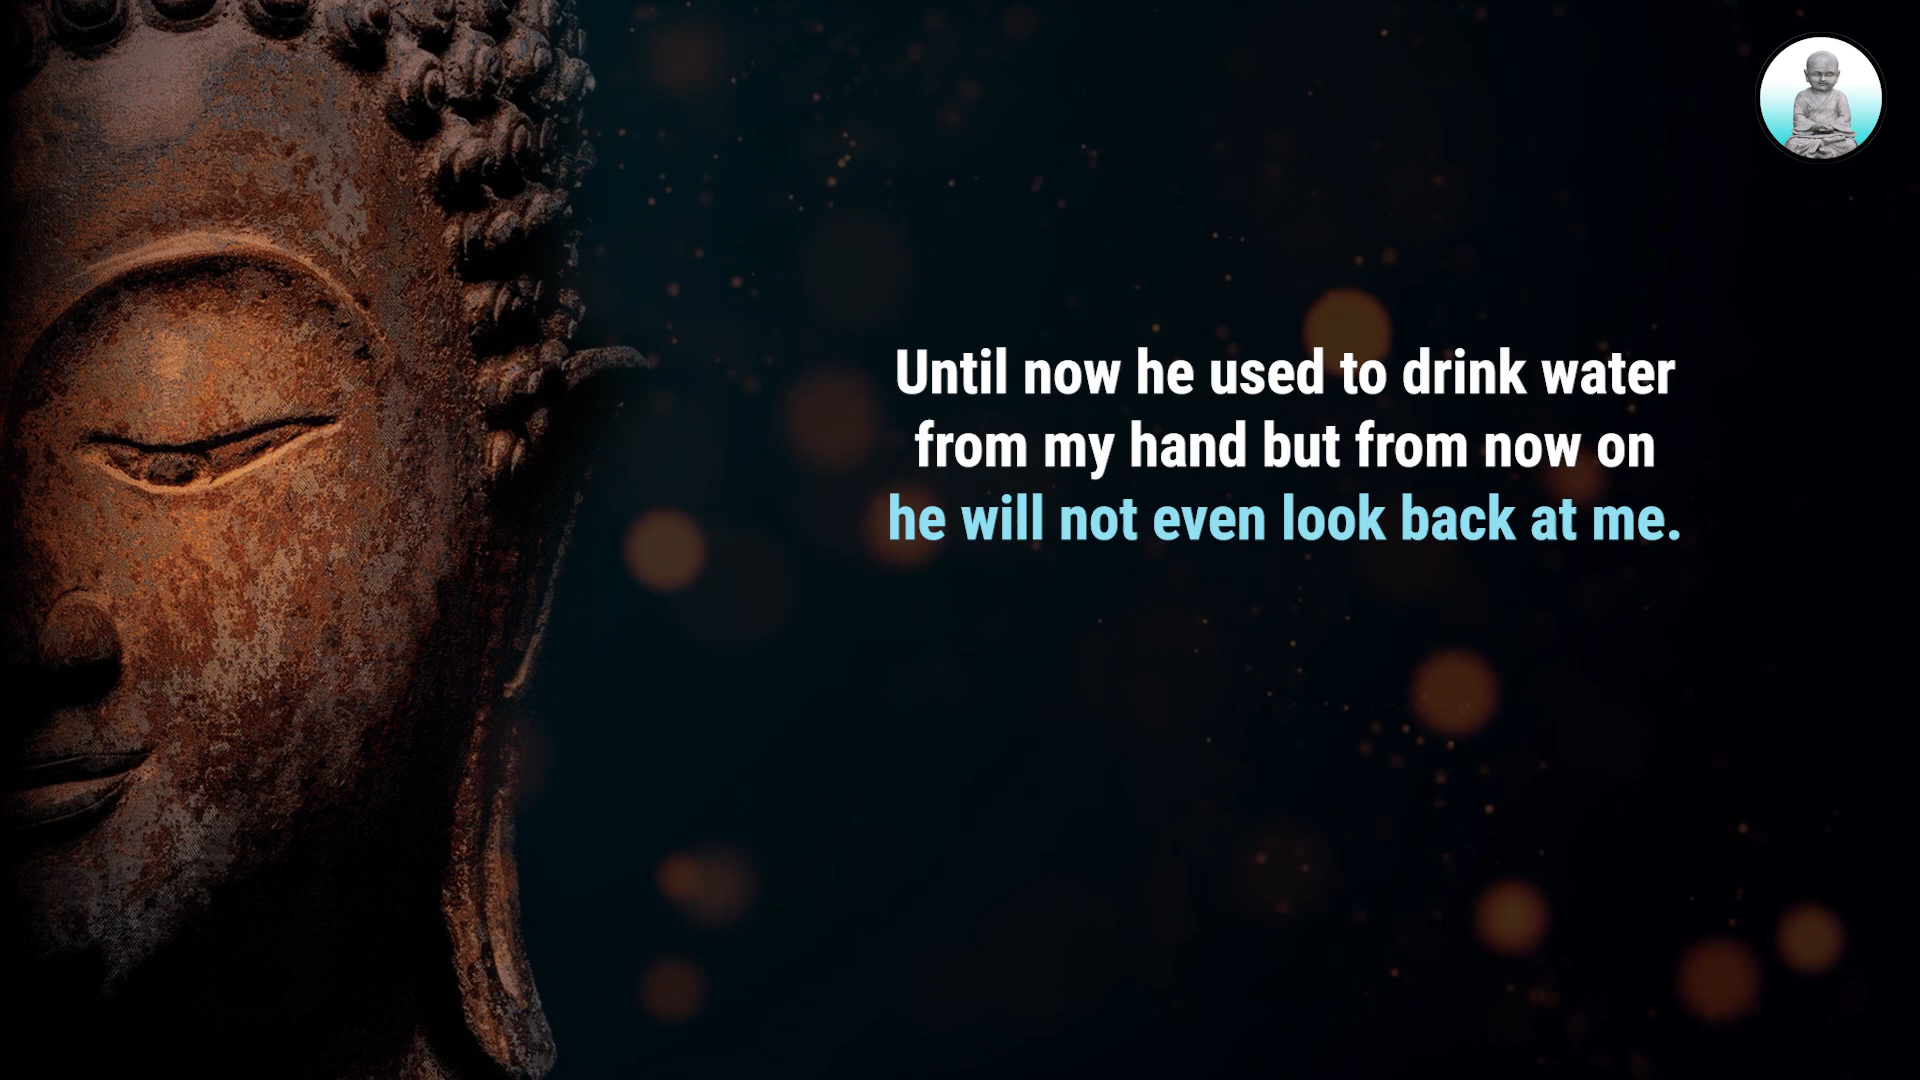 Until now he used to drink water
from my hand but from now on
he will not even look back at me.